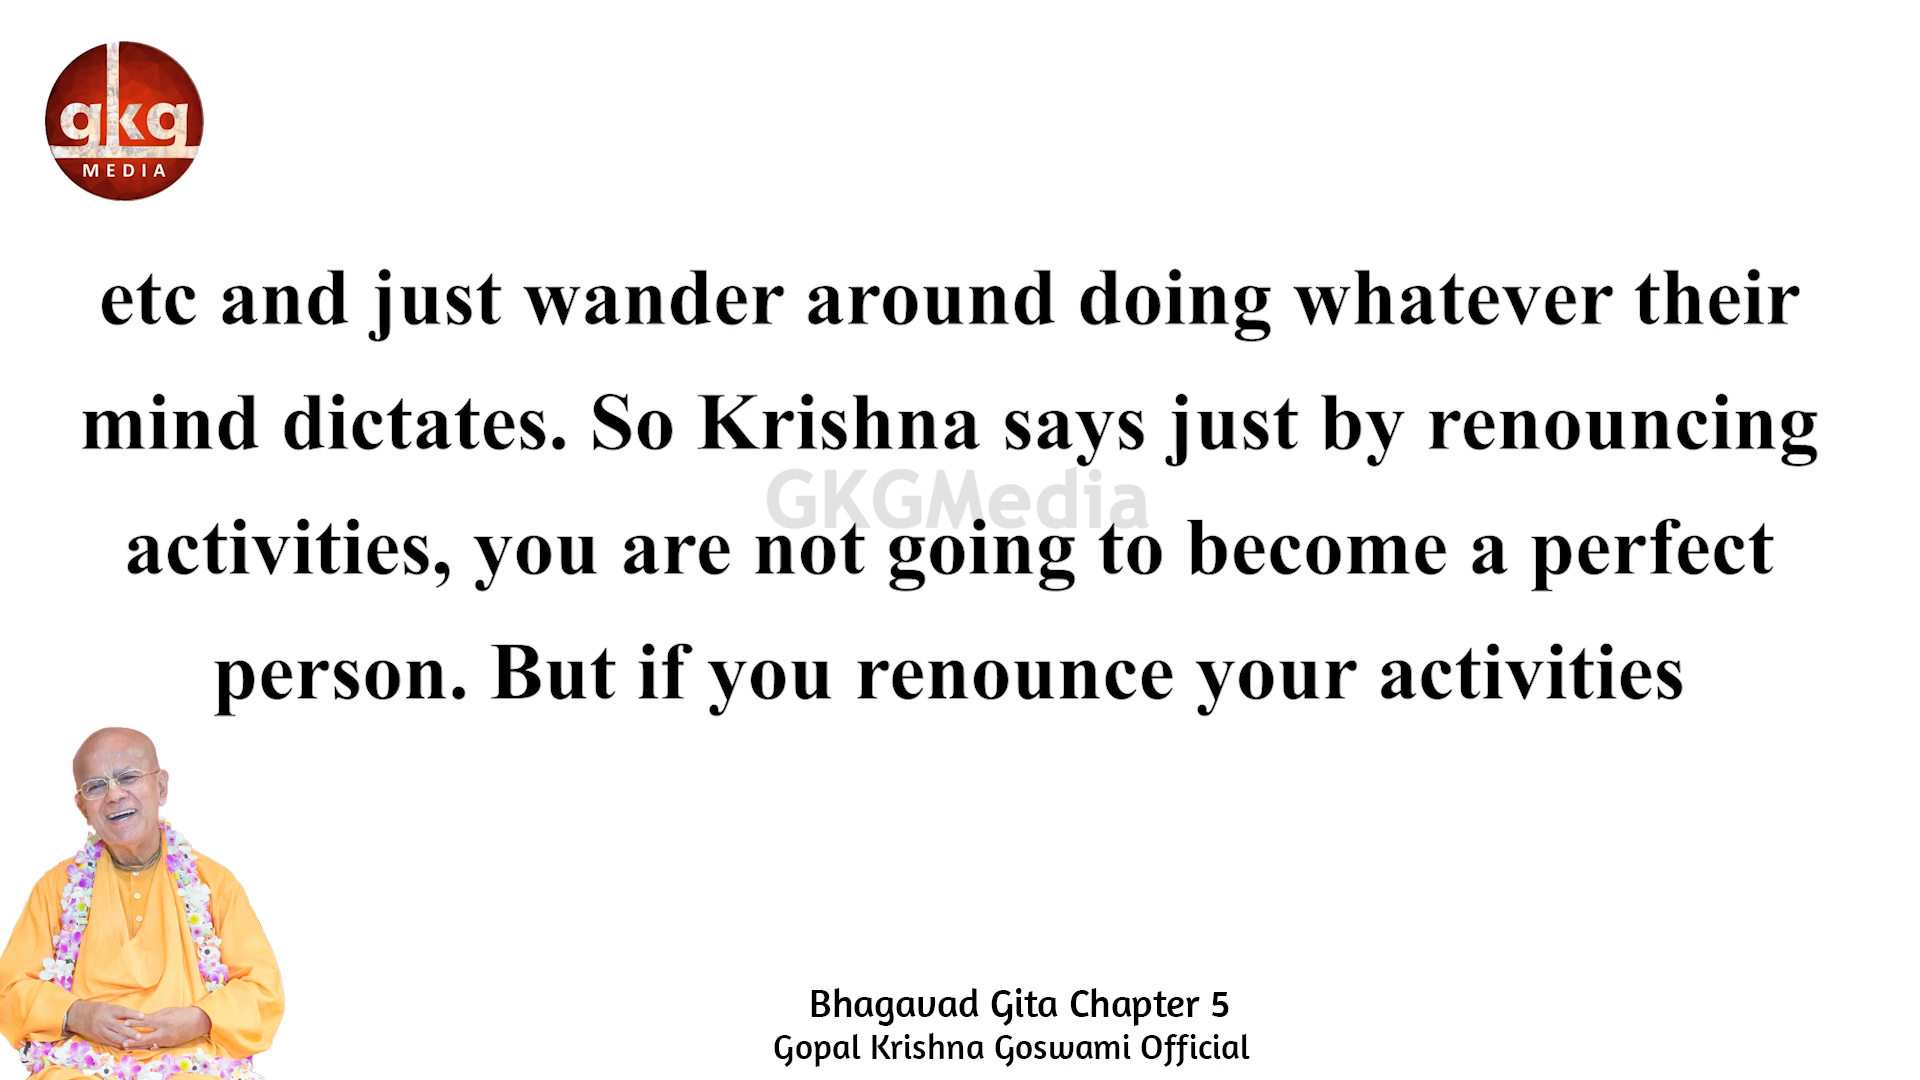 gkg
MEDIA
etc and just wander around doing whatever their
mind dictates. So Krishna says just by renouncing
GKGMedia
activities, you are not going to become a perfect
person. But if you renounce your activities
Bhagavad Gita Chapter 5
Gopal Krishna Goswami Official